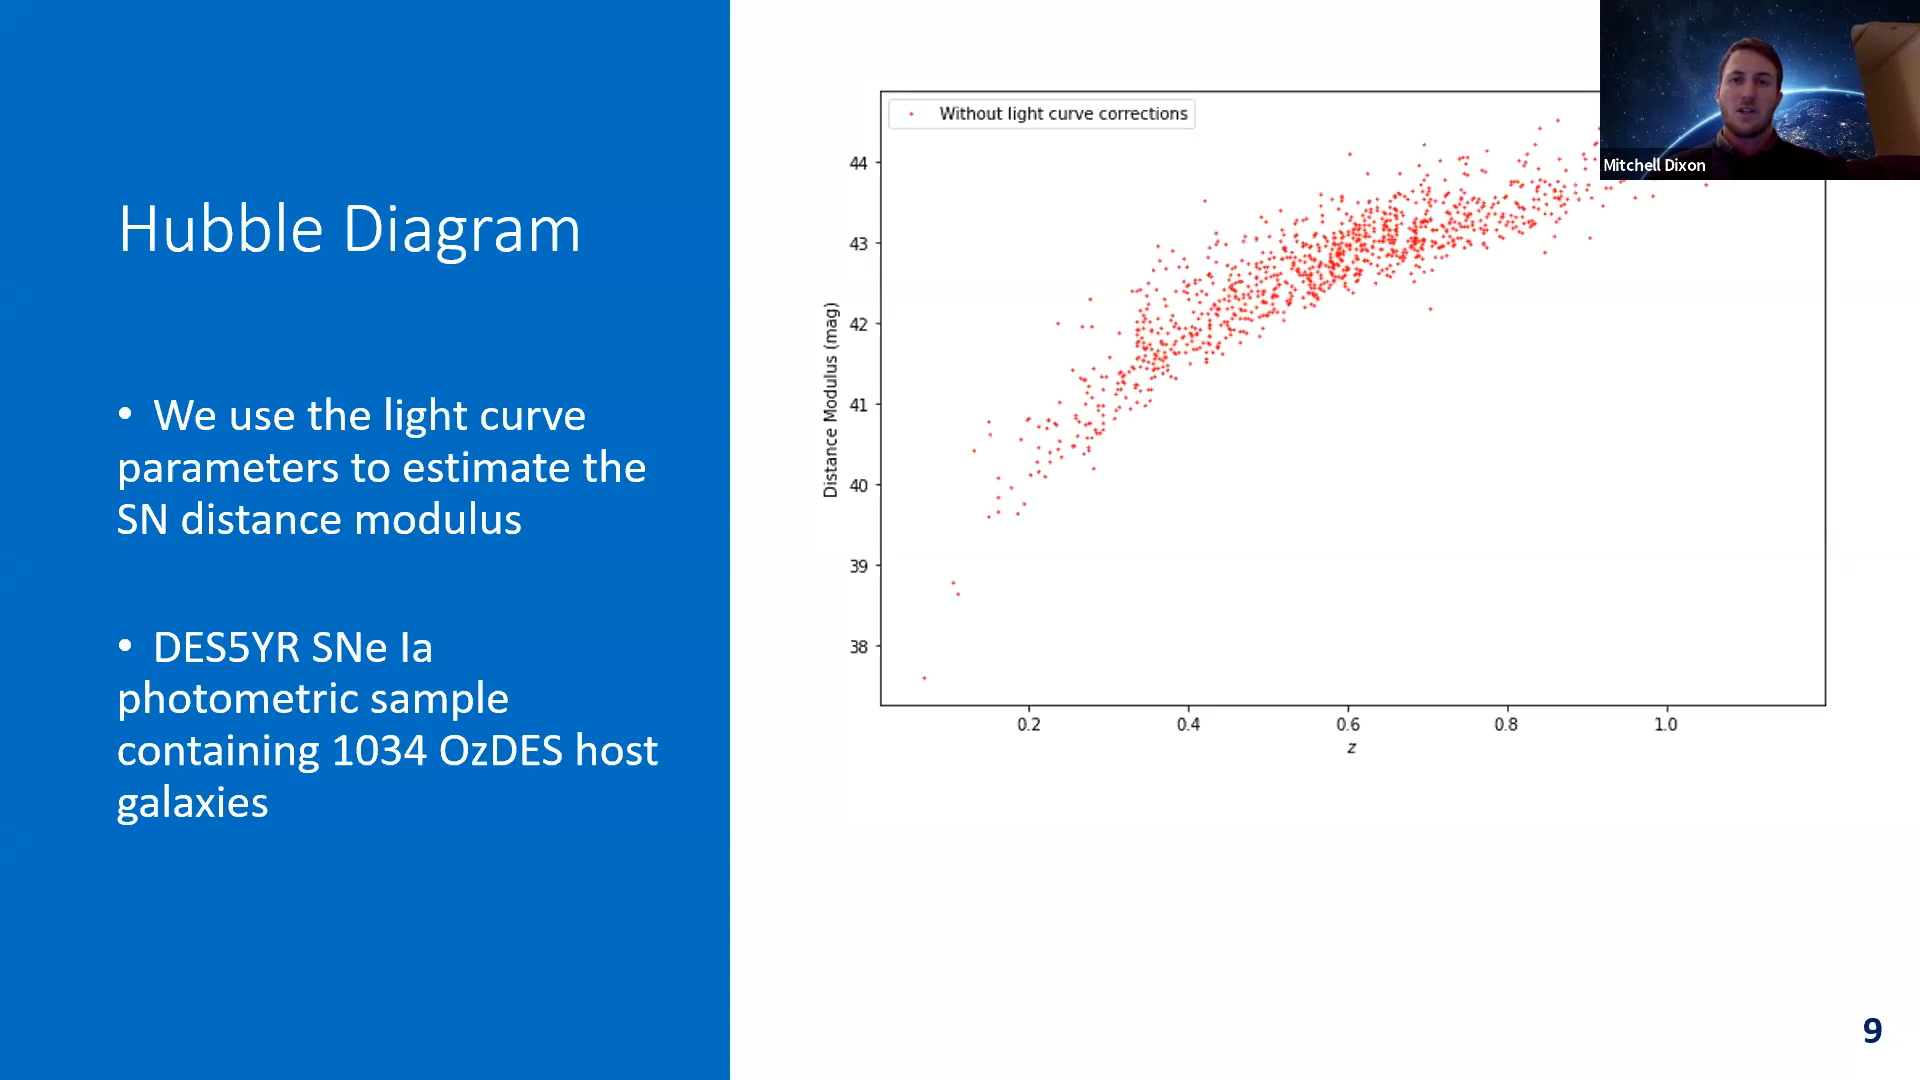 Hubble Diagram
• We use the light curve
parameters to estimate the
SN distance modulus
• DES5YR SNe Ia
photometric sample
containing 1034 OzDES host
galaxies
Without light curve corrections
Distance Modulus (mag)
44
43
42
41
40
39
38
0.2 0.4 0.6 0.8 1.0
z
Mitchell Dixon
9